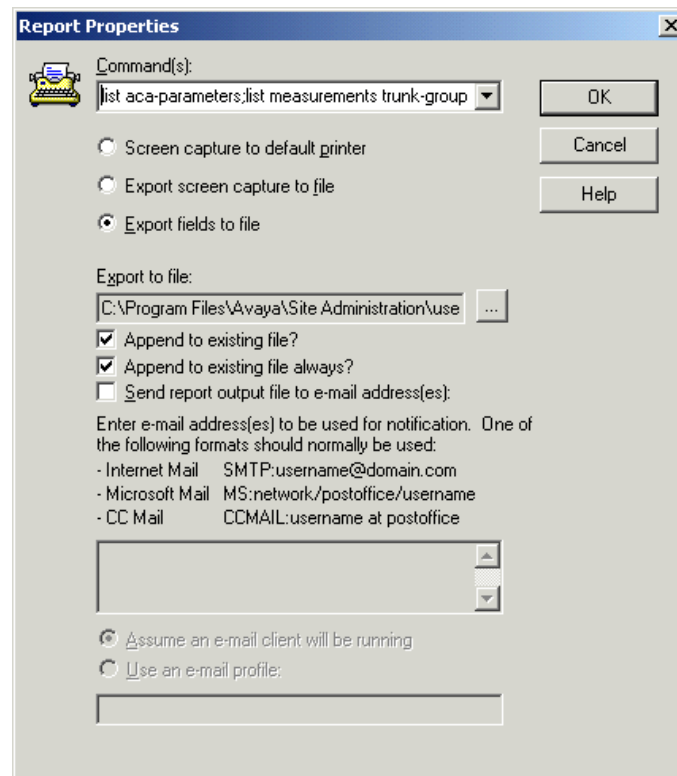 Report Properties
Command(s):
list aca-parameters;list measurements trunk-group
OK
Screen capture to default printer
Cancel
Export screen capture to file
Help
Export fields to file
Export to file:
C:\Program Files\Avaya\Site Administration\use
...
Append to existing file?
Append to existing file always?
Send report output file to e-mail address(es):
Enter e-mail address(es) to be used for notification. One of
the following formats should normally be used:
- Internet Mail SMTP:username@domain.com
- Microsoft Mail MS:network/postoffice/username
- CC Mail CCMAIL:username at postoffice
Assume an e-mail client will be running
Use an e-mail profile: